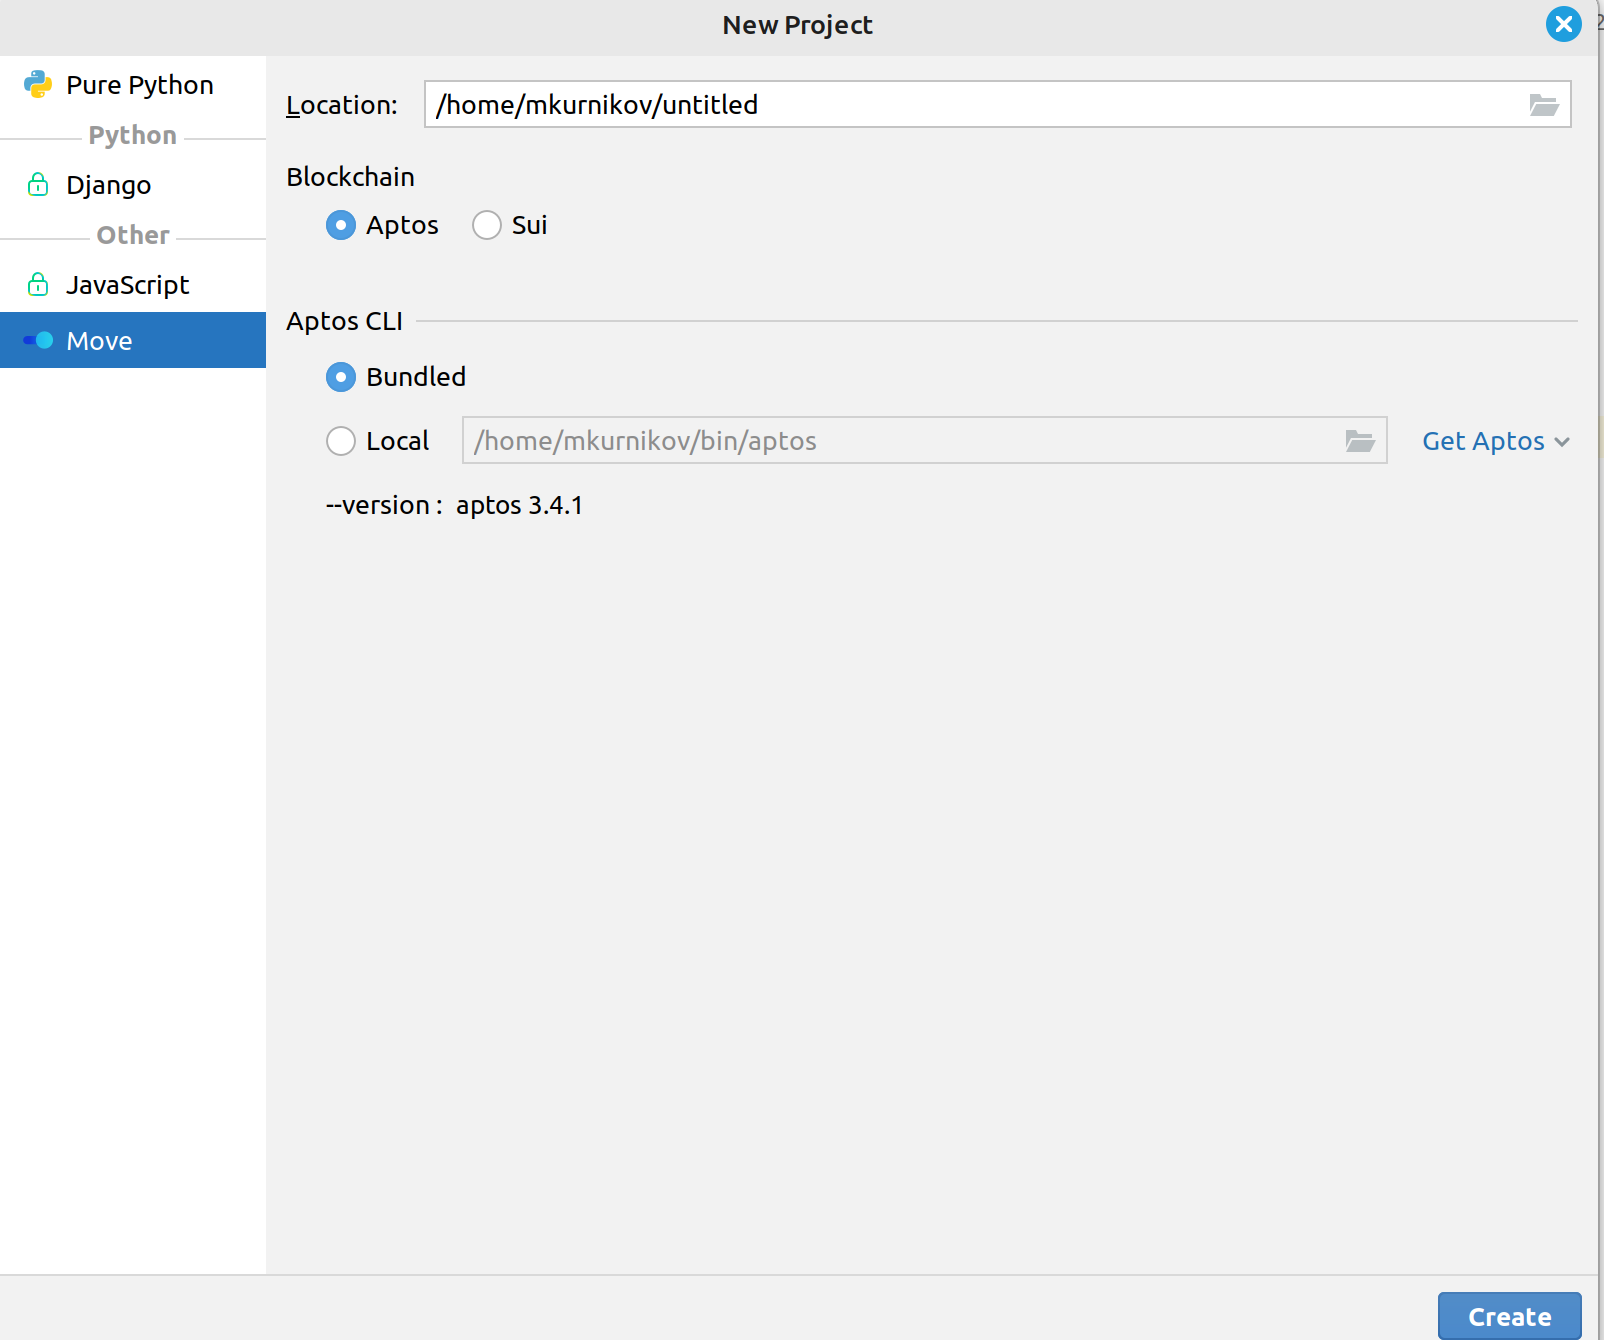 New Project
Pure Python
Python
Django
Other
JavaScript
Move
Location: /home/mkurnikov/untitled
Blockchain
Aptos Sui
Aptos CLI
Bundled
Local /home/mkurnikov/bin/aptos Get Aptos
--version : aptos 3.4.1
Create